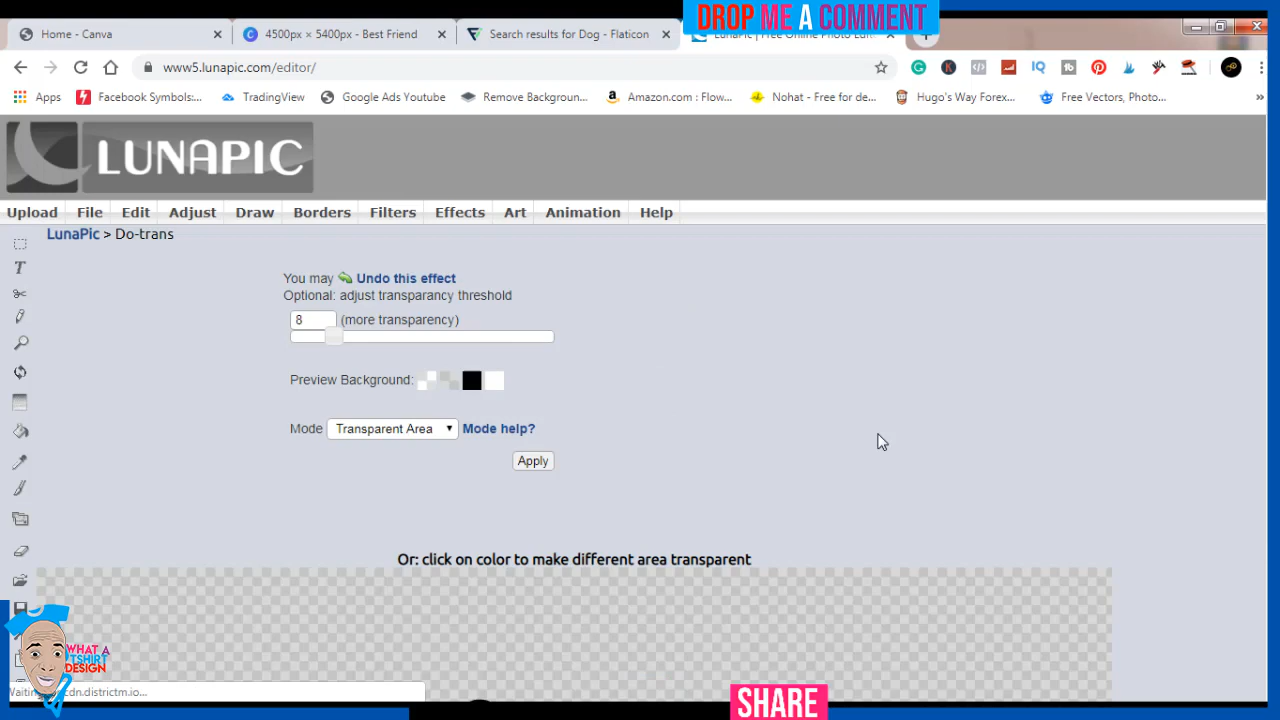 DROP ME A COMMENT
Home - Canva
4500px × 5400px - Best Friend
Search results for Dog - Flaticon
www5.lunapic.com/editor/
Apps
Facebook Symbols:...
TradingView
Google Ads Youtube
Remove Backgroun...
Amazon.com : Flow...
Nohat - Free for de...
Hugo's Way Forex...
Free Vectors, Photo...
LUNAPIC
Upload File Edit Adjust Draw Borders Filters Effects Art Animation Help
LunaPic > Do-trans
You may Undo this effect
Optional: adjust transparancy threshold
8 (more transparency)
Preview Background:
Mode Transparent Area Mode help?
Apply
Or: click on color to make different area transparent
WHAT A
TSHIRT
DESIGN
SHARE